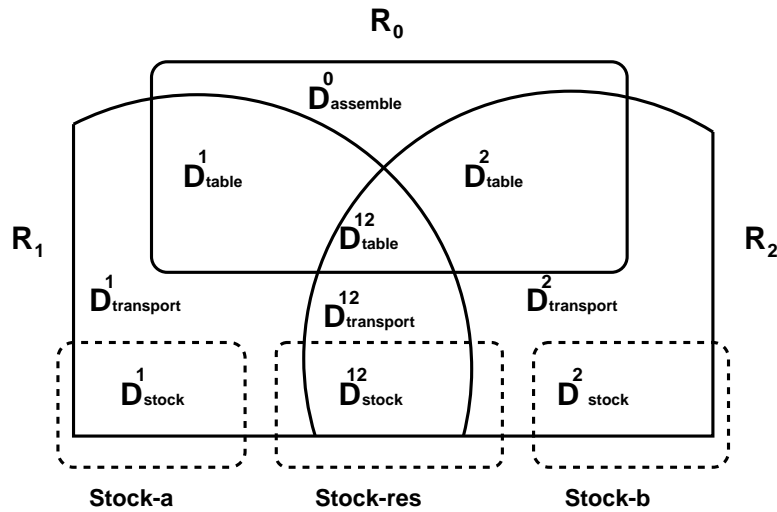 R0
D0assemble
D1table
D2table
D12table
R1
R2
D1transport
D12transport
D2transport
D1stock
D12stock
D2stock
Stock-a
Stock-res
Stock-b